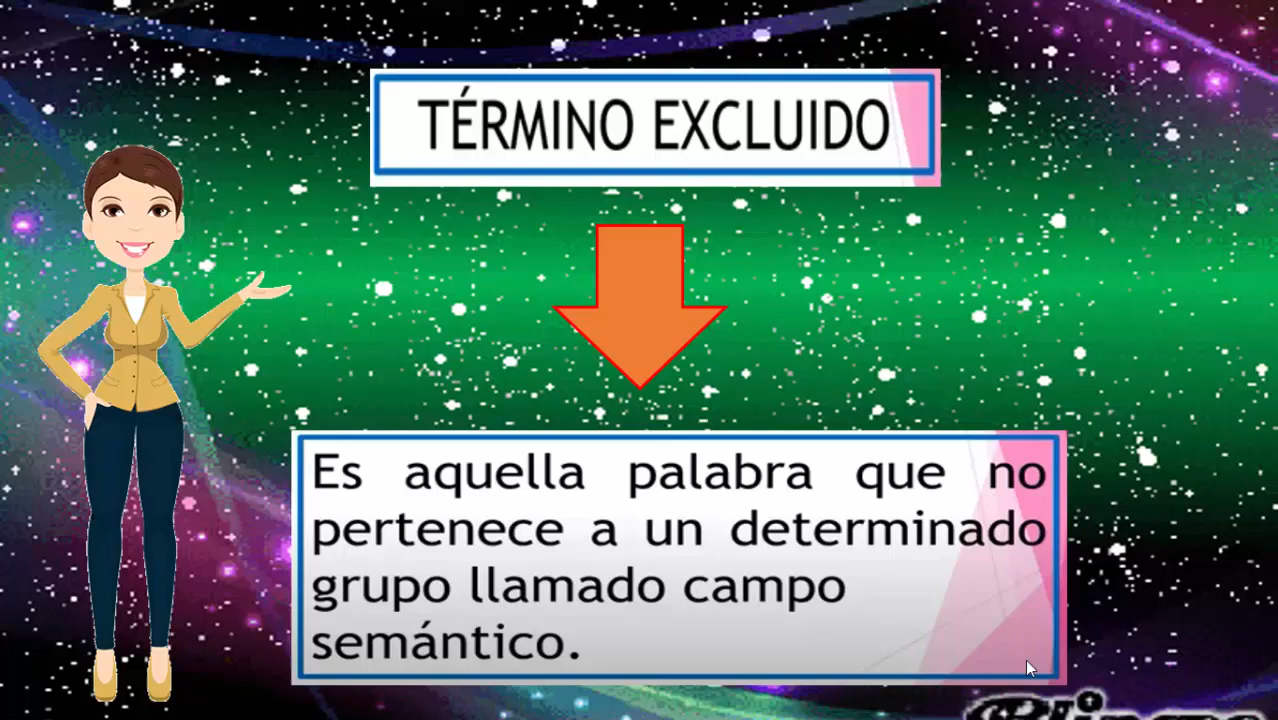 TÉRMINO EXCLUIDO
Es aquella palabra que no
pertenece a un determinado
grupo llamado campo
semántico.